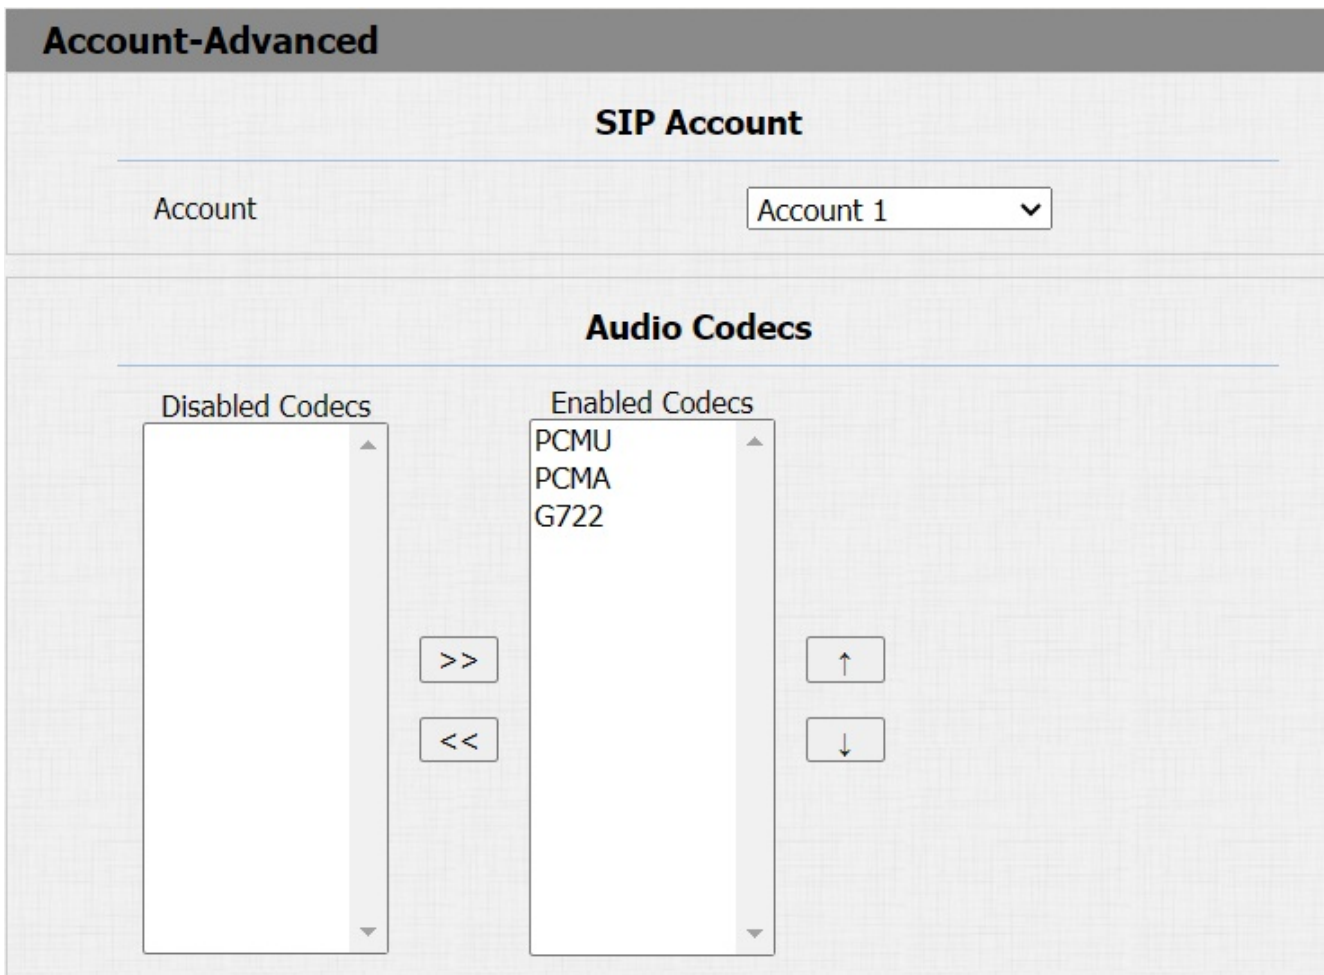 Account-Advanced
SIP Account
Account
Account 1
Audio Codecs
Disabled Codecs
Enabled Codecs
PCMU
PCMA
G722
>>
<<
↑
↓